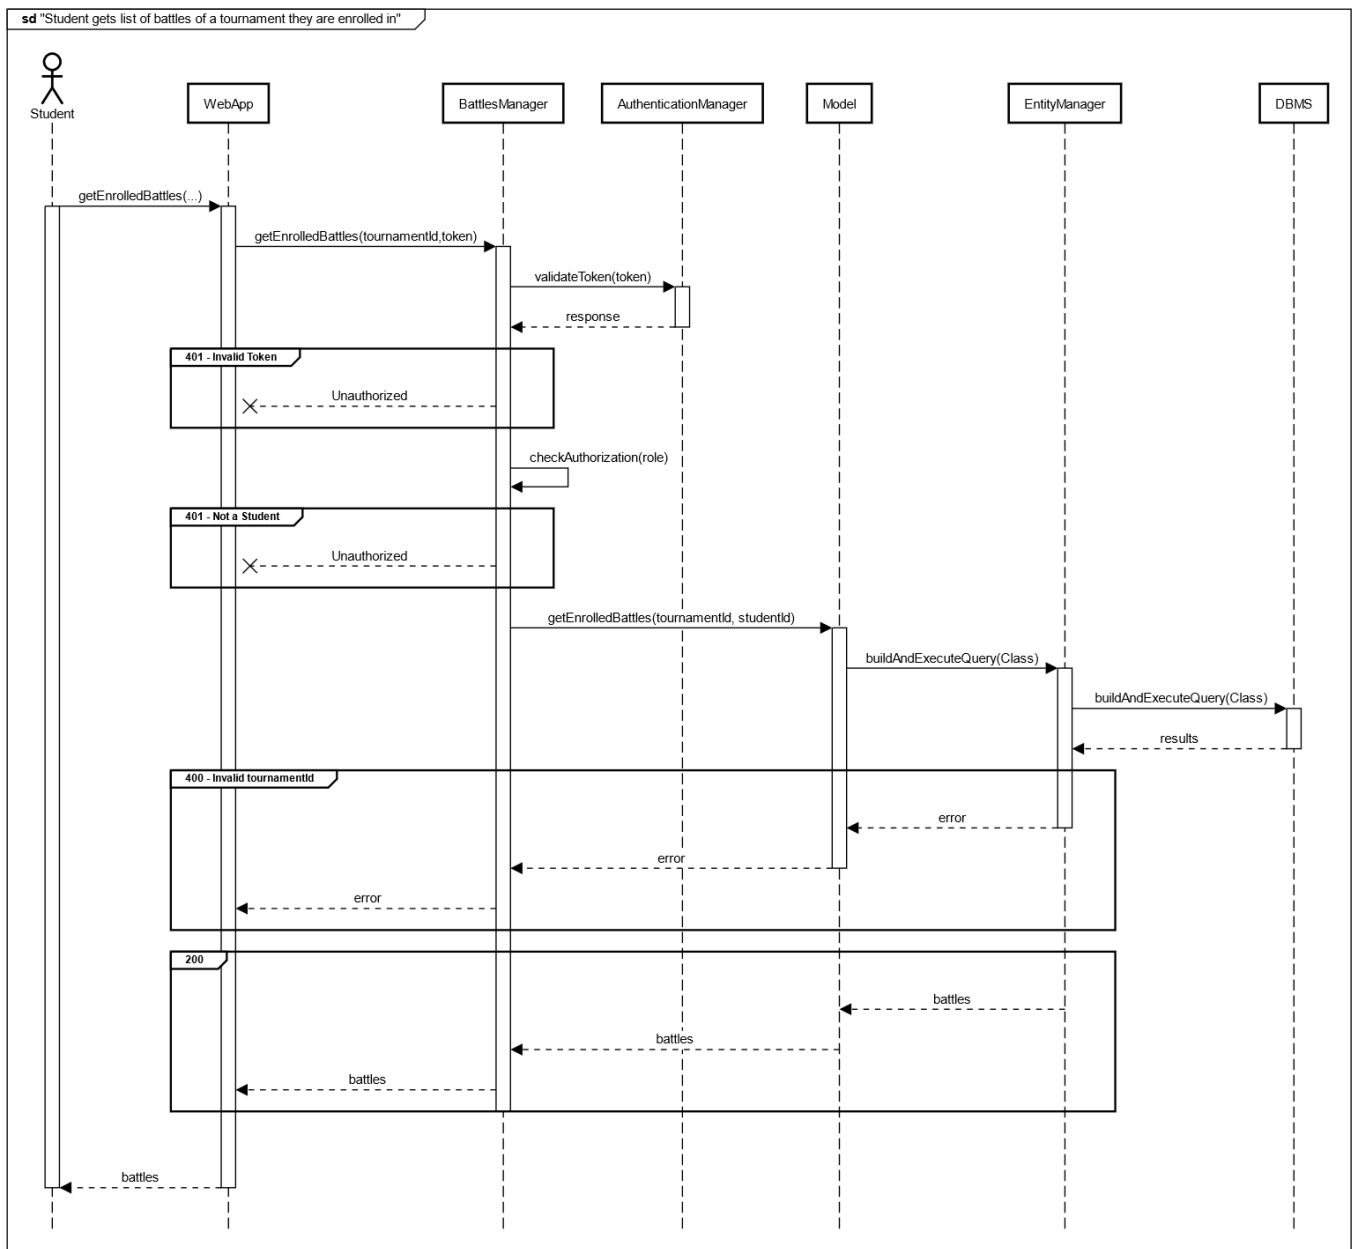 sd "Student gets list of battles of a tournament they are enrolled in"
Student
WebApp
BattlesManager
AuthenticationManager
Model
EntityManager
DBMS
getEnrolledBattles(...)
getEnrolledBattles(tournamentId,token)
validateToken(token)
response
401 - Invalid Token
Unauthorized
checkAuthorization(role)
401 - Not a Student
Unauthorized
getEnrolledBattles(tournamentId, studentId)
buildAndExecuteQuery(Class)
buildAndExecuteQuery(Class)
results
400 - Invalid tournamentId
error
error
error
200
battles
battles
battles
battles